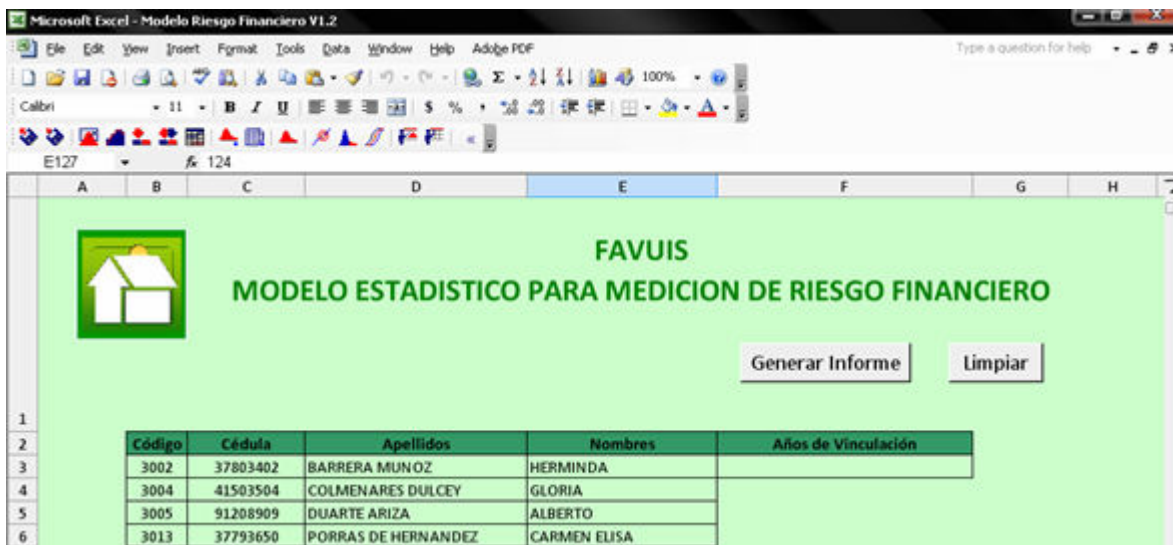 Microsoft Excel - Modelo Riesgo Financiero V1.2
File Edit View Insert Format Tools Data Window Help Adobe PDF Type a question for help
100%
Calibri 11 B I U $ %
E127 fx 124
A B C D E F G H
FAVUIS
MODELO ESTADISTICO PARA MEDICION DE RIESGO FINANCIERO
Generar Informe Limpiar
1
2 Código Cédula Apellidos Nombres Años de Vinculación
3 3002 37803402 BARRERA MUNOZ HERMINDA
4 3004 41503504 COLMENARES DULCEY GLORIA
5 3005 91208909 DUARTE ARIZA ALBERTO
6 3013 37793650 PORRAS DE HERNANDEZ CARMEN ELISA